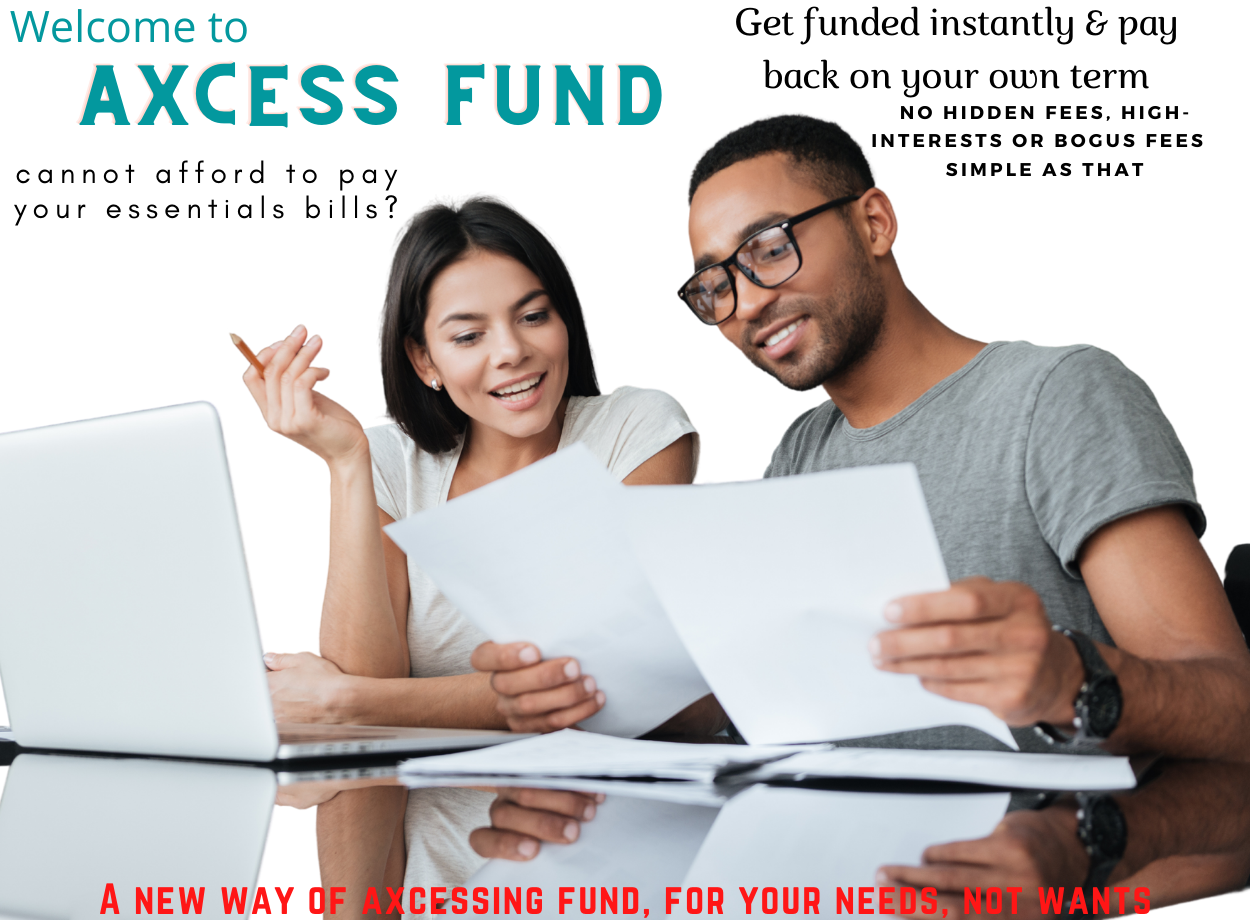 Welcome to
AXCESS FUND
cannot afford to pay
your essentials bills?
Get funded instantly & pay
back on your own term
NO HIDDEN FEES, HIGH-
INTERESTS OR BOGUS FEES
SIMPLE AS THAT
A NEW WAY OF AXCESSING FUND, FOR YOUR NEEDS, NOT WANTS